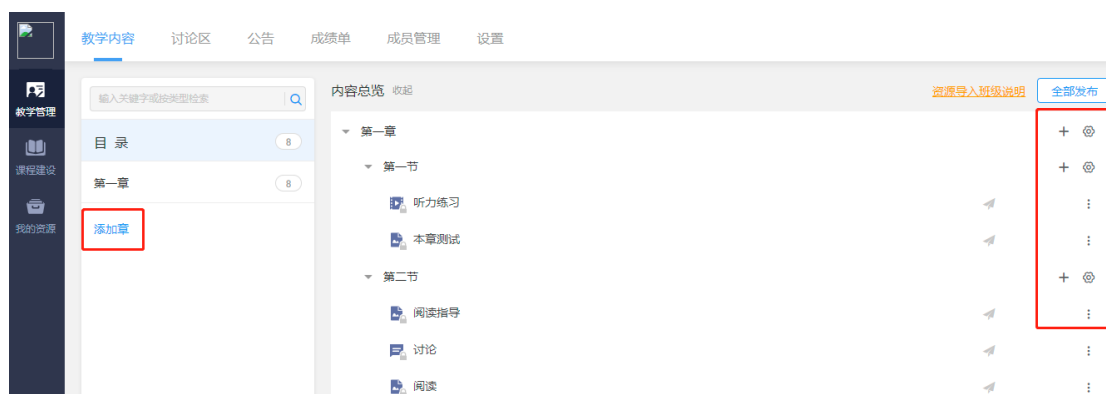 教学内容 讨论区 公告 成绩单 成员管理 设置
教学管理
课程建设
我的资源
输入关键字或按类型检索
目 录 8
第一章 8
添加章
内容总览 收起 资源导入班级说明 全部发布
第一章
第一节
听力练习
本章测试
第二节
阅读指导
讨论
阅读